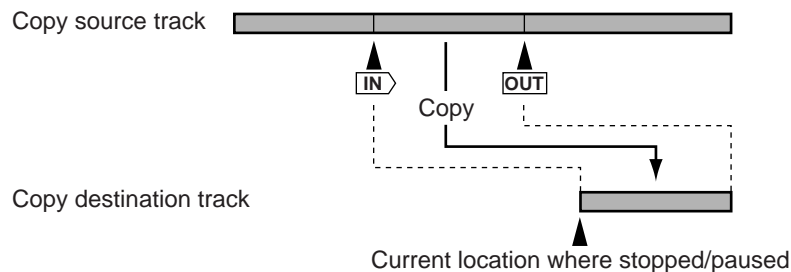 Copy source track
IN
OUT
Copy
Copy destination track
Current location where stopped/paused